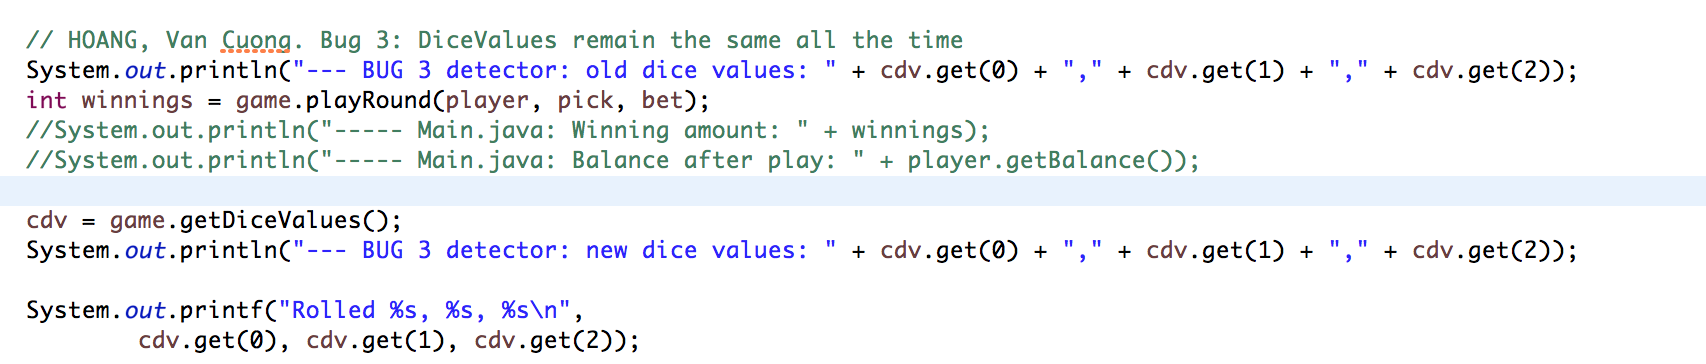 // HOANG, Van Cuong. Bug 3: DiceValues remain the same all the time
System.out.println("--- BUG 3 detector: old dice values: " + cdv.get(0) + "," + cdv.get(1) + "," + cdv.get(2));
int winnings = game.playRound(player, pick, bet);
//System.out.println("----- Main.java: Winning amount: " + winnings);
//System.out.println("----- Main.java: Balance after play: " + player.getBalance());
cdv = game.getDiceValues();
System.out.println("--- BUG 3 detector: new dice values: " + cdv.get(0) + "," + cdv.get(1) + "," + cdv.get(2));
System.out.printf("Rolled %s, %s, %s\n",
cdv.get(0), cdv.get(1), cdv.get(2));